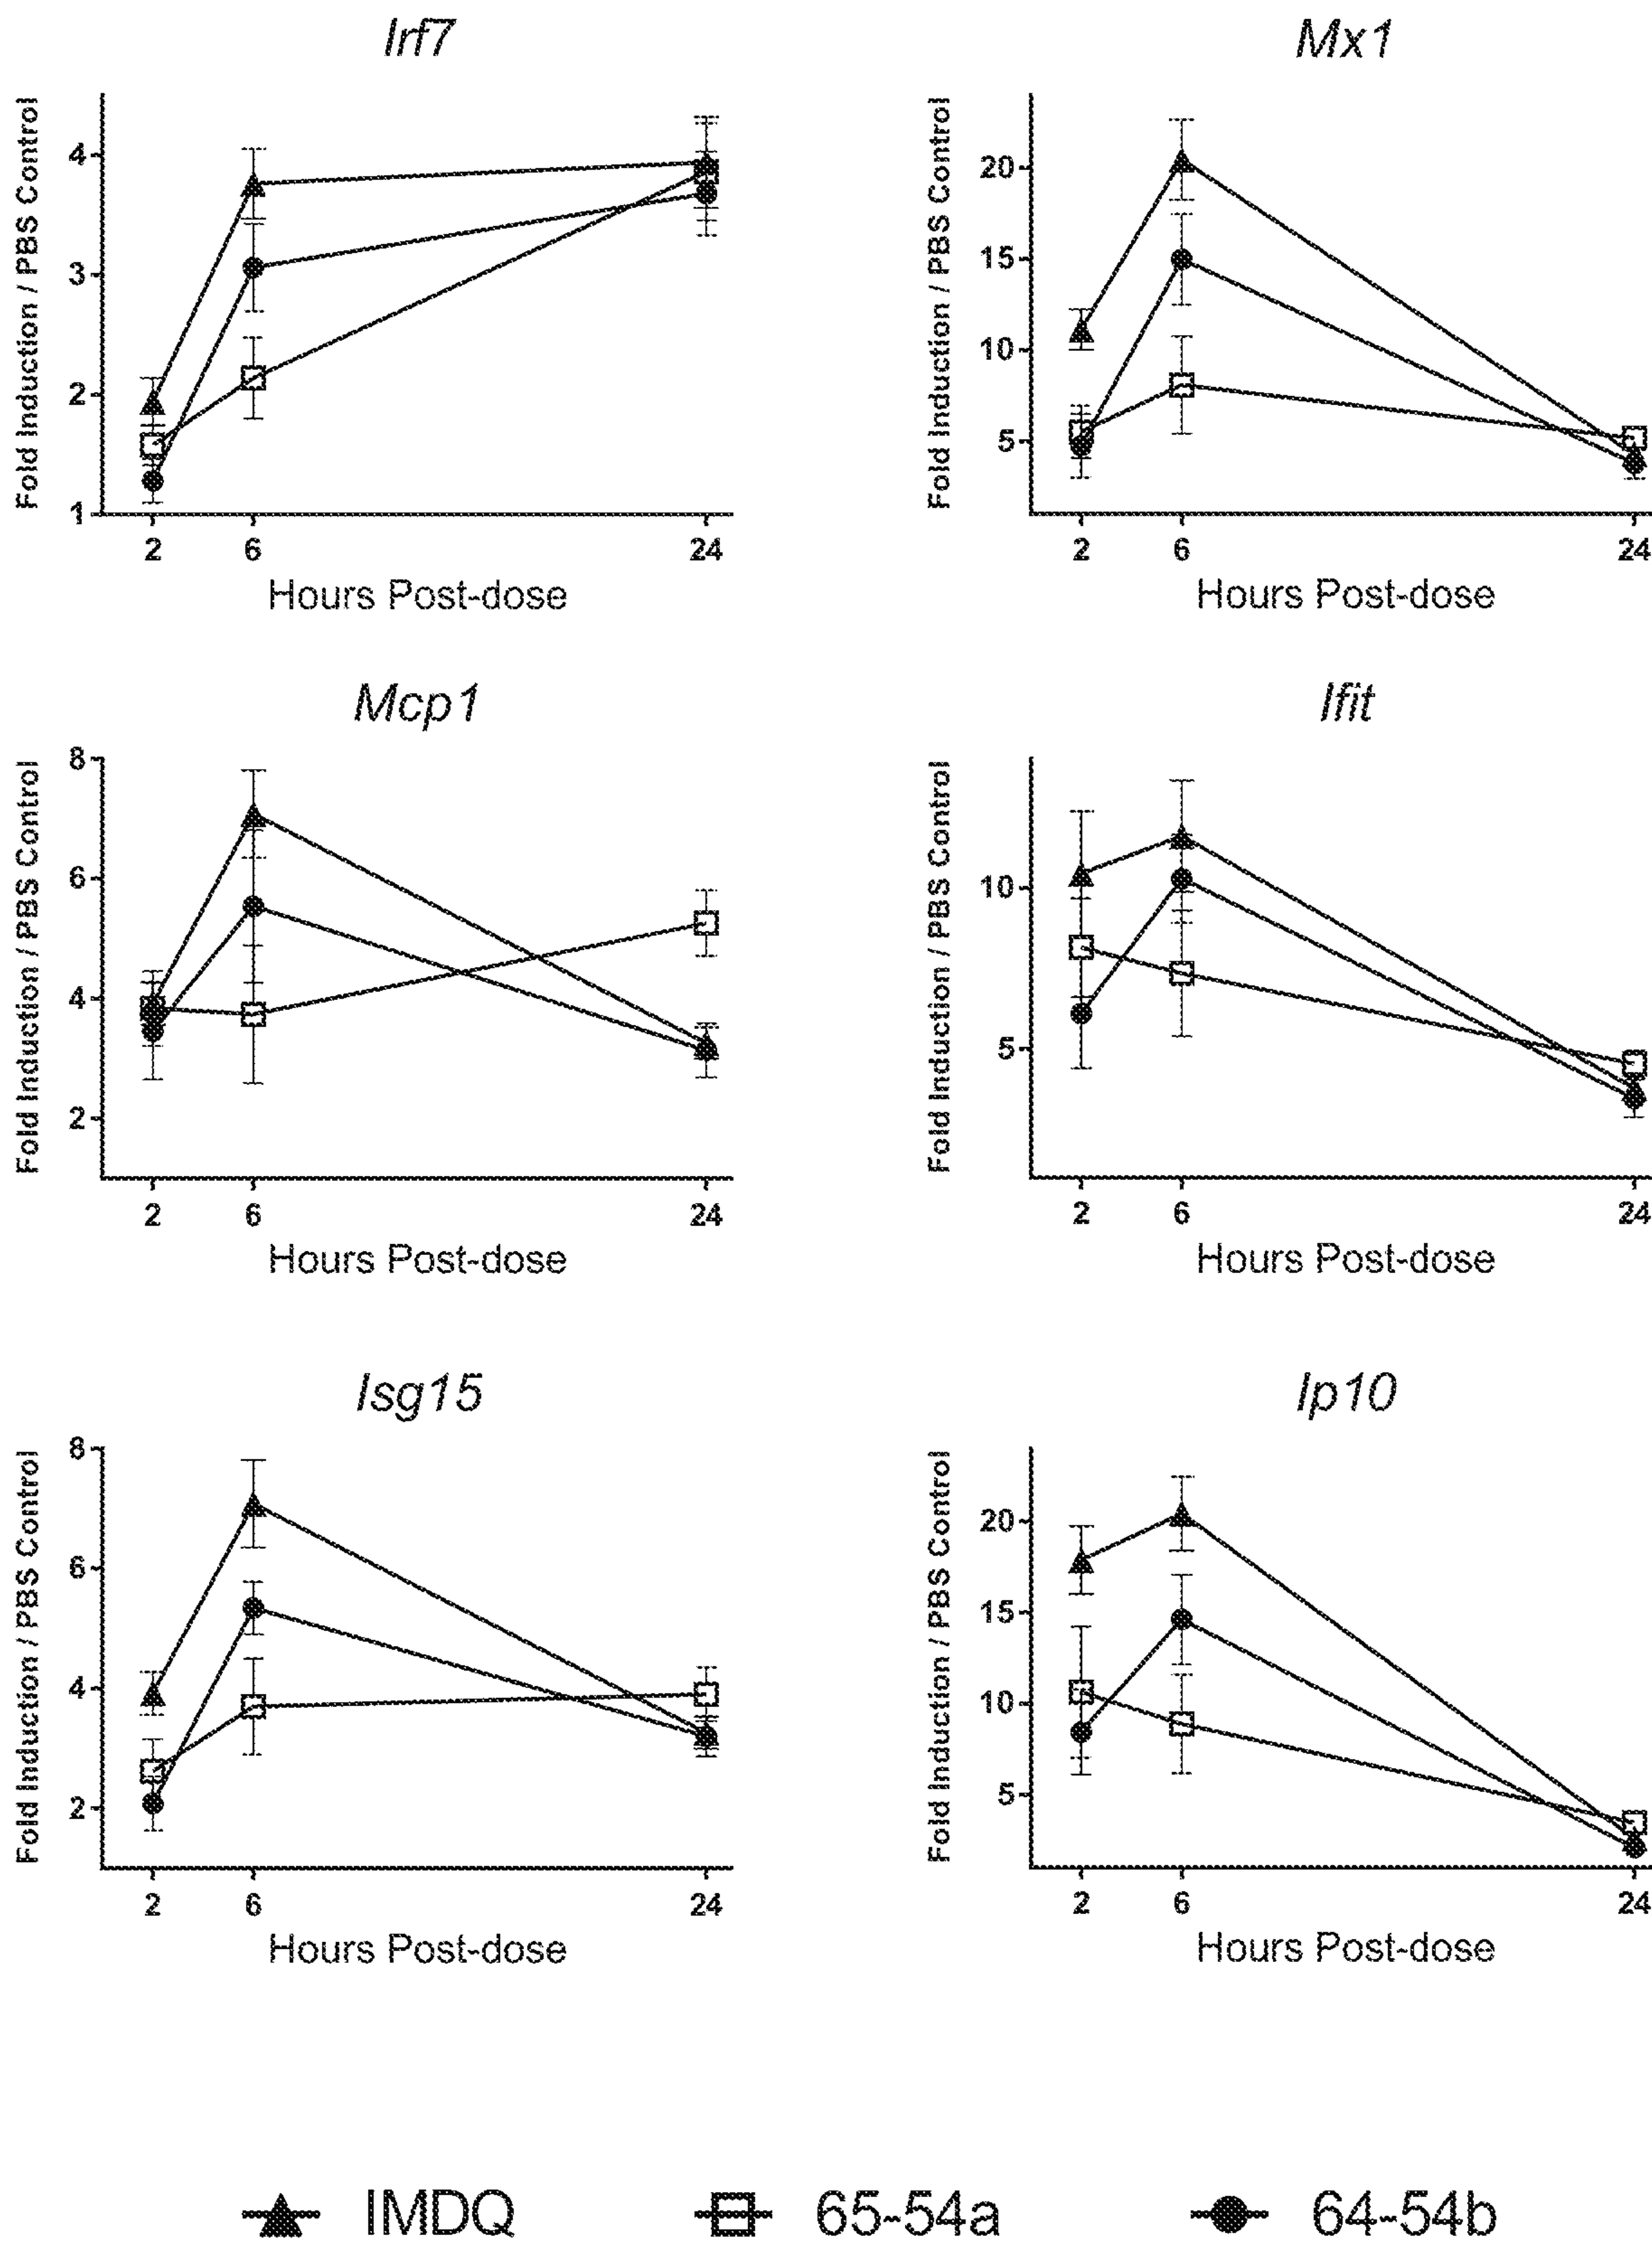 Irf7
Fold Induction / PBS Control
4
3
2
1
2 6 24
Hours Post-dose
Mx1
Fold Induction / PBS Control
20
15
10
5
2 6 24
Hours Post-dose
Mcp1
Fold Induction / PBS Control
8
6
4
2
2 6 24
Hours Post-dose
Ifit
Fold Induction / PBS Control
10
5
2 6 24
Hours Post-dose
Isg15
Fold Induction / PBS Control
8
6
4
2
2 6 24
Hours Post-dose
Ip10
Fold Induction / PBS Control
20
15
10
5
2 6 24
Hours Post-dose
IMDQ 65-54a 64-54b